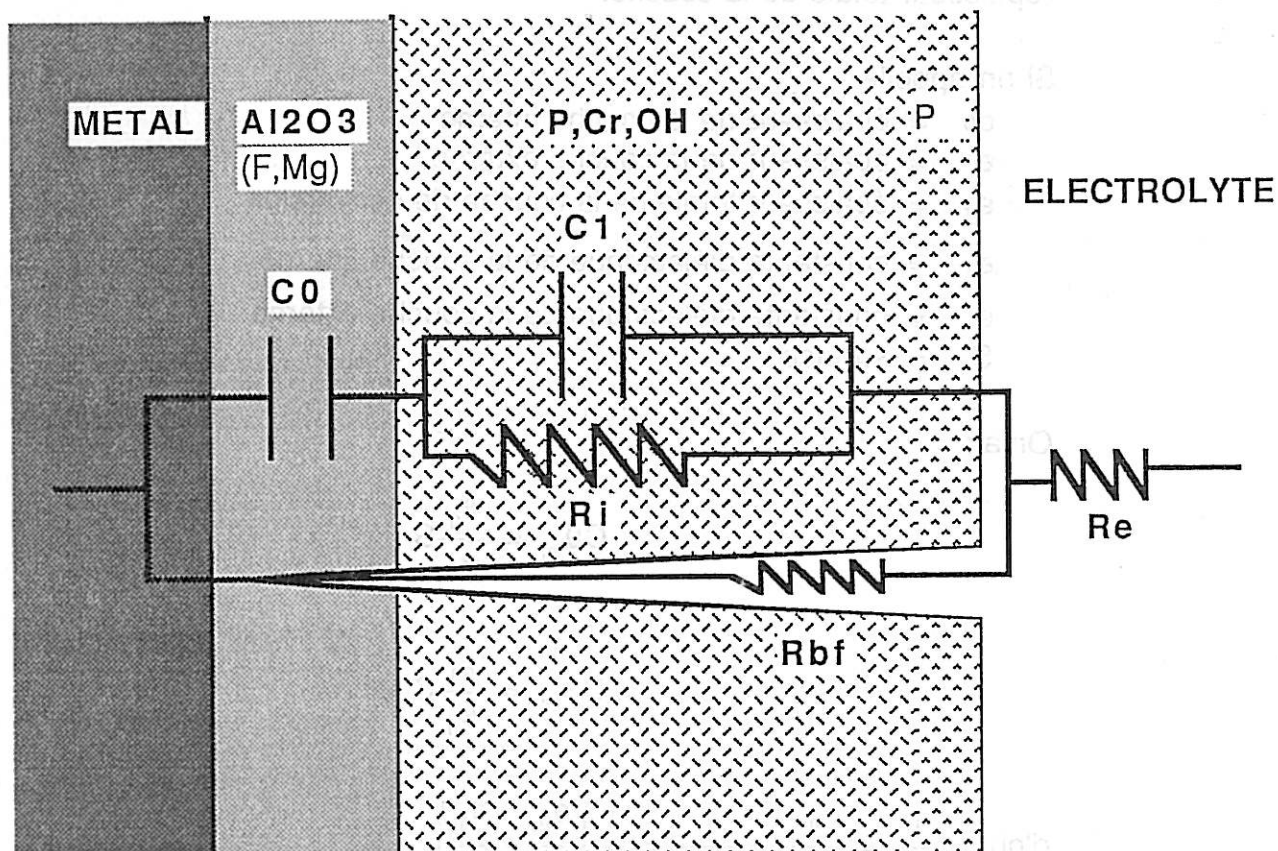 METAL
Al2O3
(F,Mg)
P,Cr,OH
P
ELECTROLYTE
C1
C0
Ri
Re
Rbf